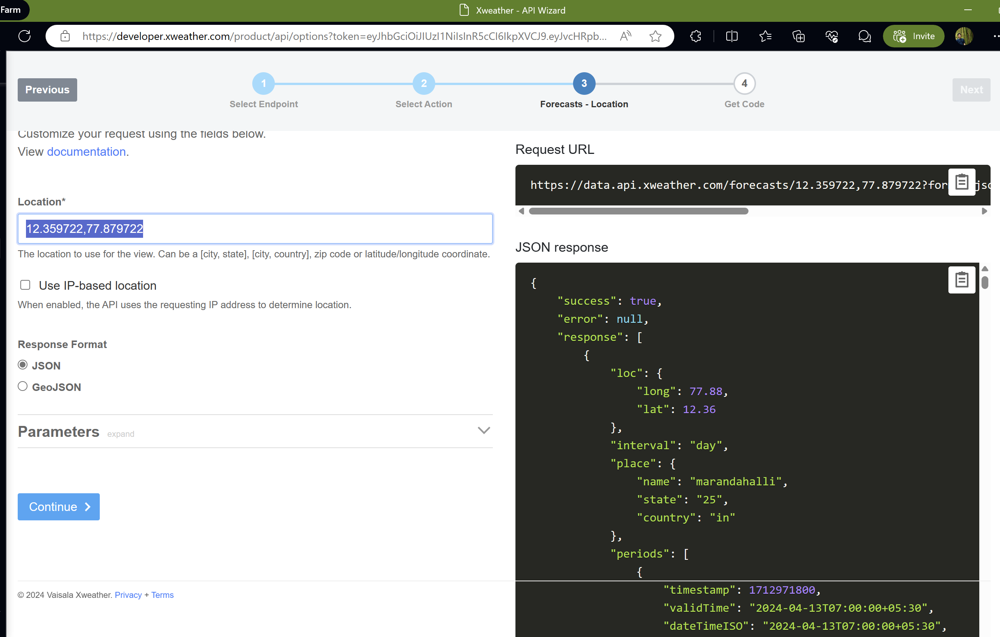 Farm
Xweather - API Wizard
https://developer.xweather.com/product/api/options?token=eyJhbGciOiJIUzI1NiIsInR5cCI6IkpXVCJ9.eyJvcHRpb...
Invite
Previous
1
2
3
4
Next
Select Endpoint
Select Action
Forecasts - Location
Get Code
Customize your request using the fields below.
View documentation.
Location*
12.359722,77.879722
The location to use for the view. Can be a [city, state], [city, country], zip code or latitude/longitude coordinate.
Use IP-based location
When enabled, the API uses the requesting IP address to determine location.
Response Format
JSON
GeoJSON
Parameters expand
Continue
© 2024 Vaisala Xweather. Privacy + Terms
Request URL
https://data.api.xweather.com/forecasts/12.359722,77.879722?for
JSON response
{
"success": true,
"error": null,
"response": [
{
"loc": {
"long": 77.88,
"lat": 12.36
},
"interval": "day",
"place": {
"name": "marandahalli",
"state": "25",
"country": "in"
},
"periods": [
{
"timestamp": 1712971800,
"validTime": "2024-04-13T07:00:00+05:30",
"dateTimeISO": "2024-04-13T07:00:00+05:30",